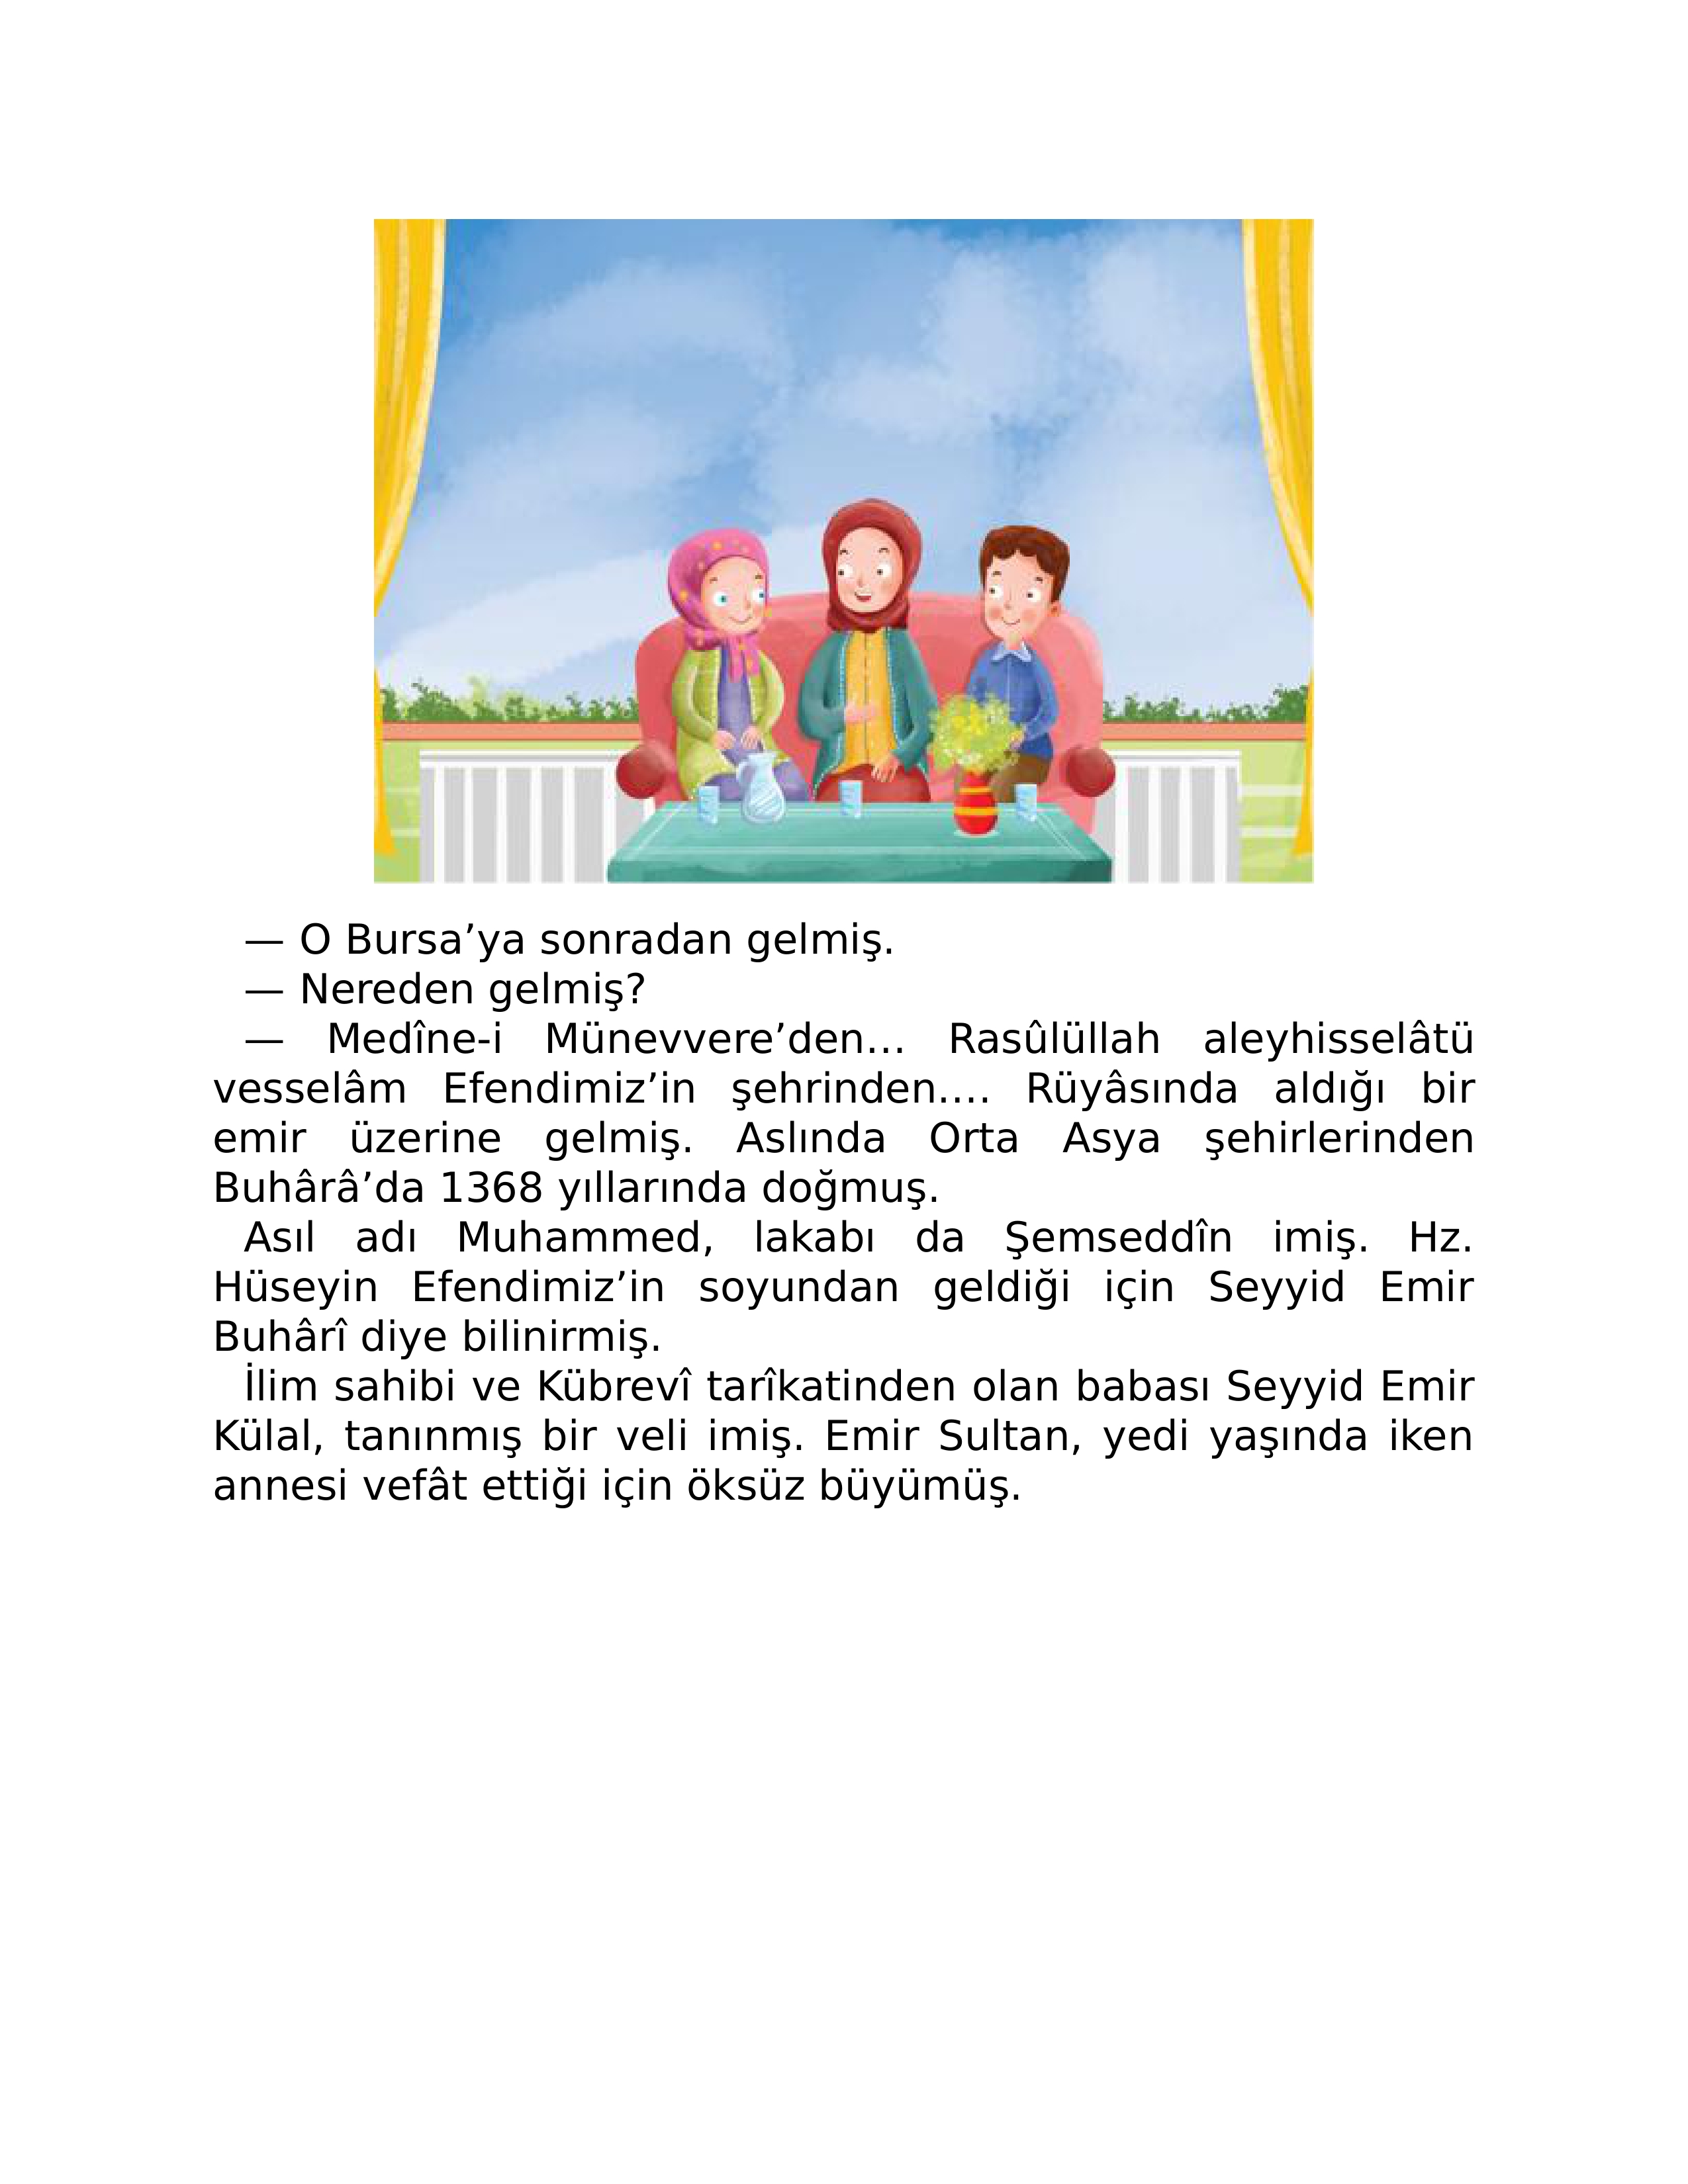 — O Bursa’ya sonradan gelmiş.
— Nereden gelmiş?
— Medîne-i Münevvere’den… Rasûlüllah aleyhisselâtü
vesselâm Efendimiz’in şehrinden…. Rüyâsında aldığı bir
emir üzerine gelmiş. Aslında Orta Asya şehirlerinden
Buhârâ’da 1368 yıllarında doğmuş.
Asıl adı Muhammed, lakabı da Şemseddîn imiş. Hz.
Hüseyin Efendimiz’in soyundan geldiği için Seyyid Emir
Buhârî diye bilinirmiş.
İlim sahibi ve Kübrevî tarîkatinden olan babası Seyyid Emir
Külal, tanınmış bir veli imiş. Emir Sultan, yedi yaşında iken
annesi vefât ettiği için öksüz büyümüş.